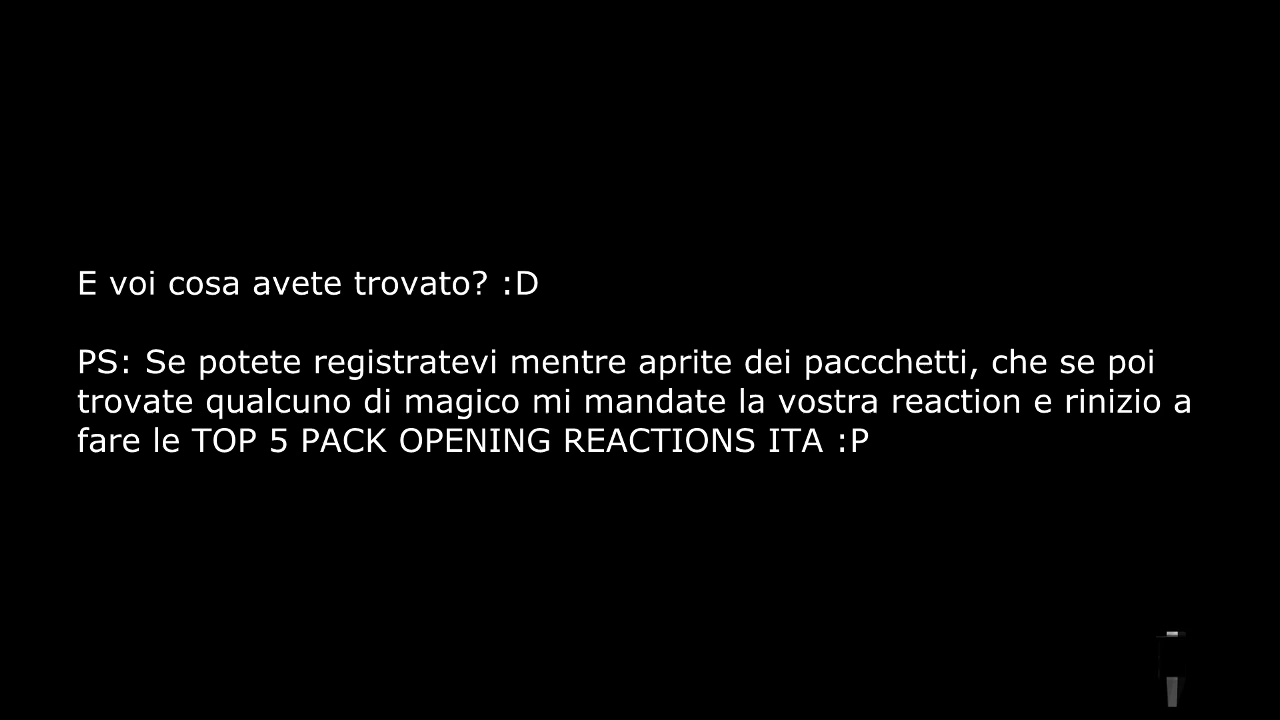 E voi cosa avete trovato? :D
PS: Se potete registratevi mentre aprite dei paccchetti, che se poi
trovate qualcuno di magico mi mandate la vostra reaction e rinizio a
fare le TOP 5 PACK OPENING REACTIONS ITA :P